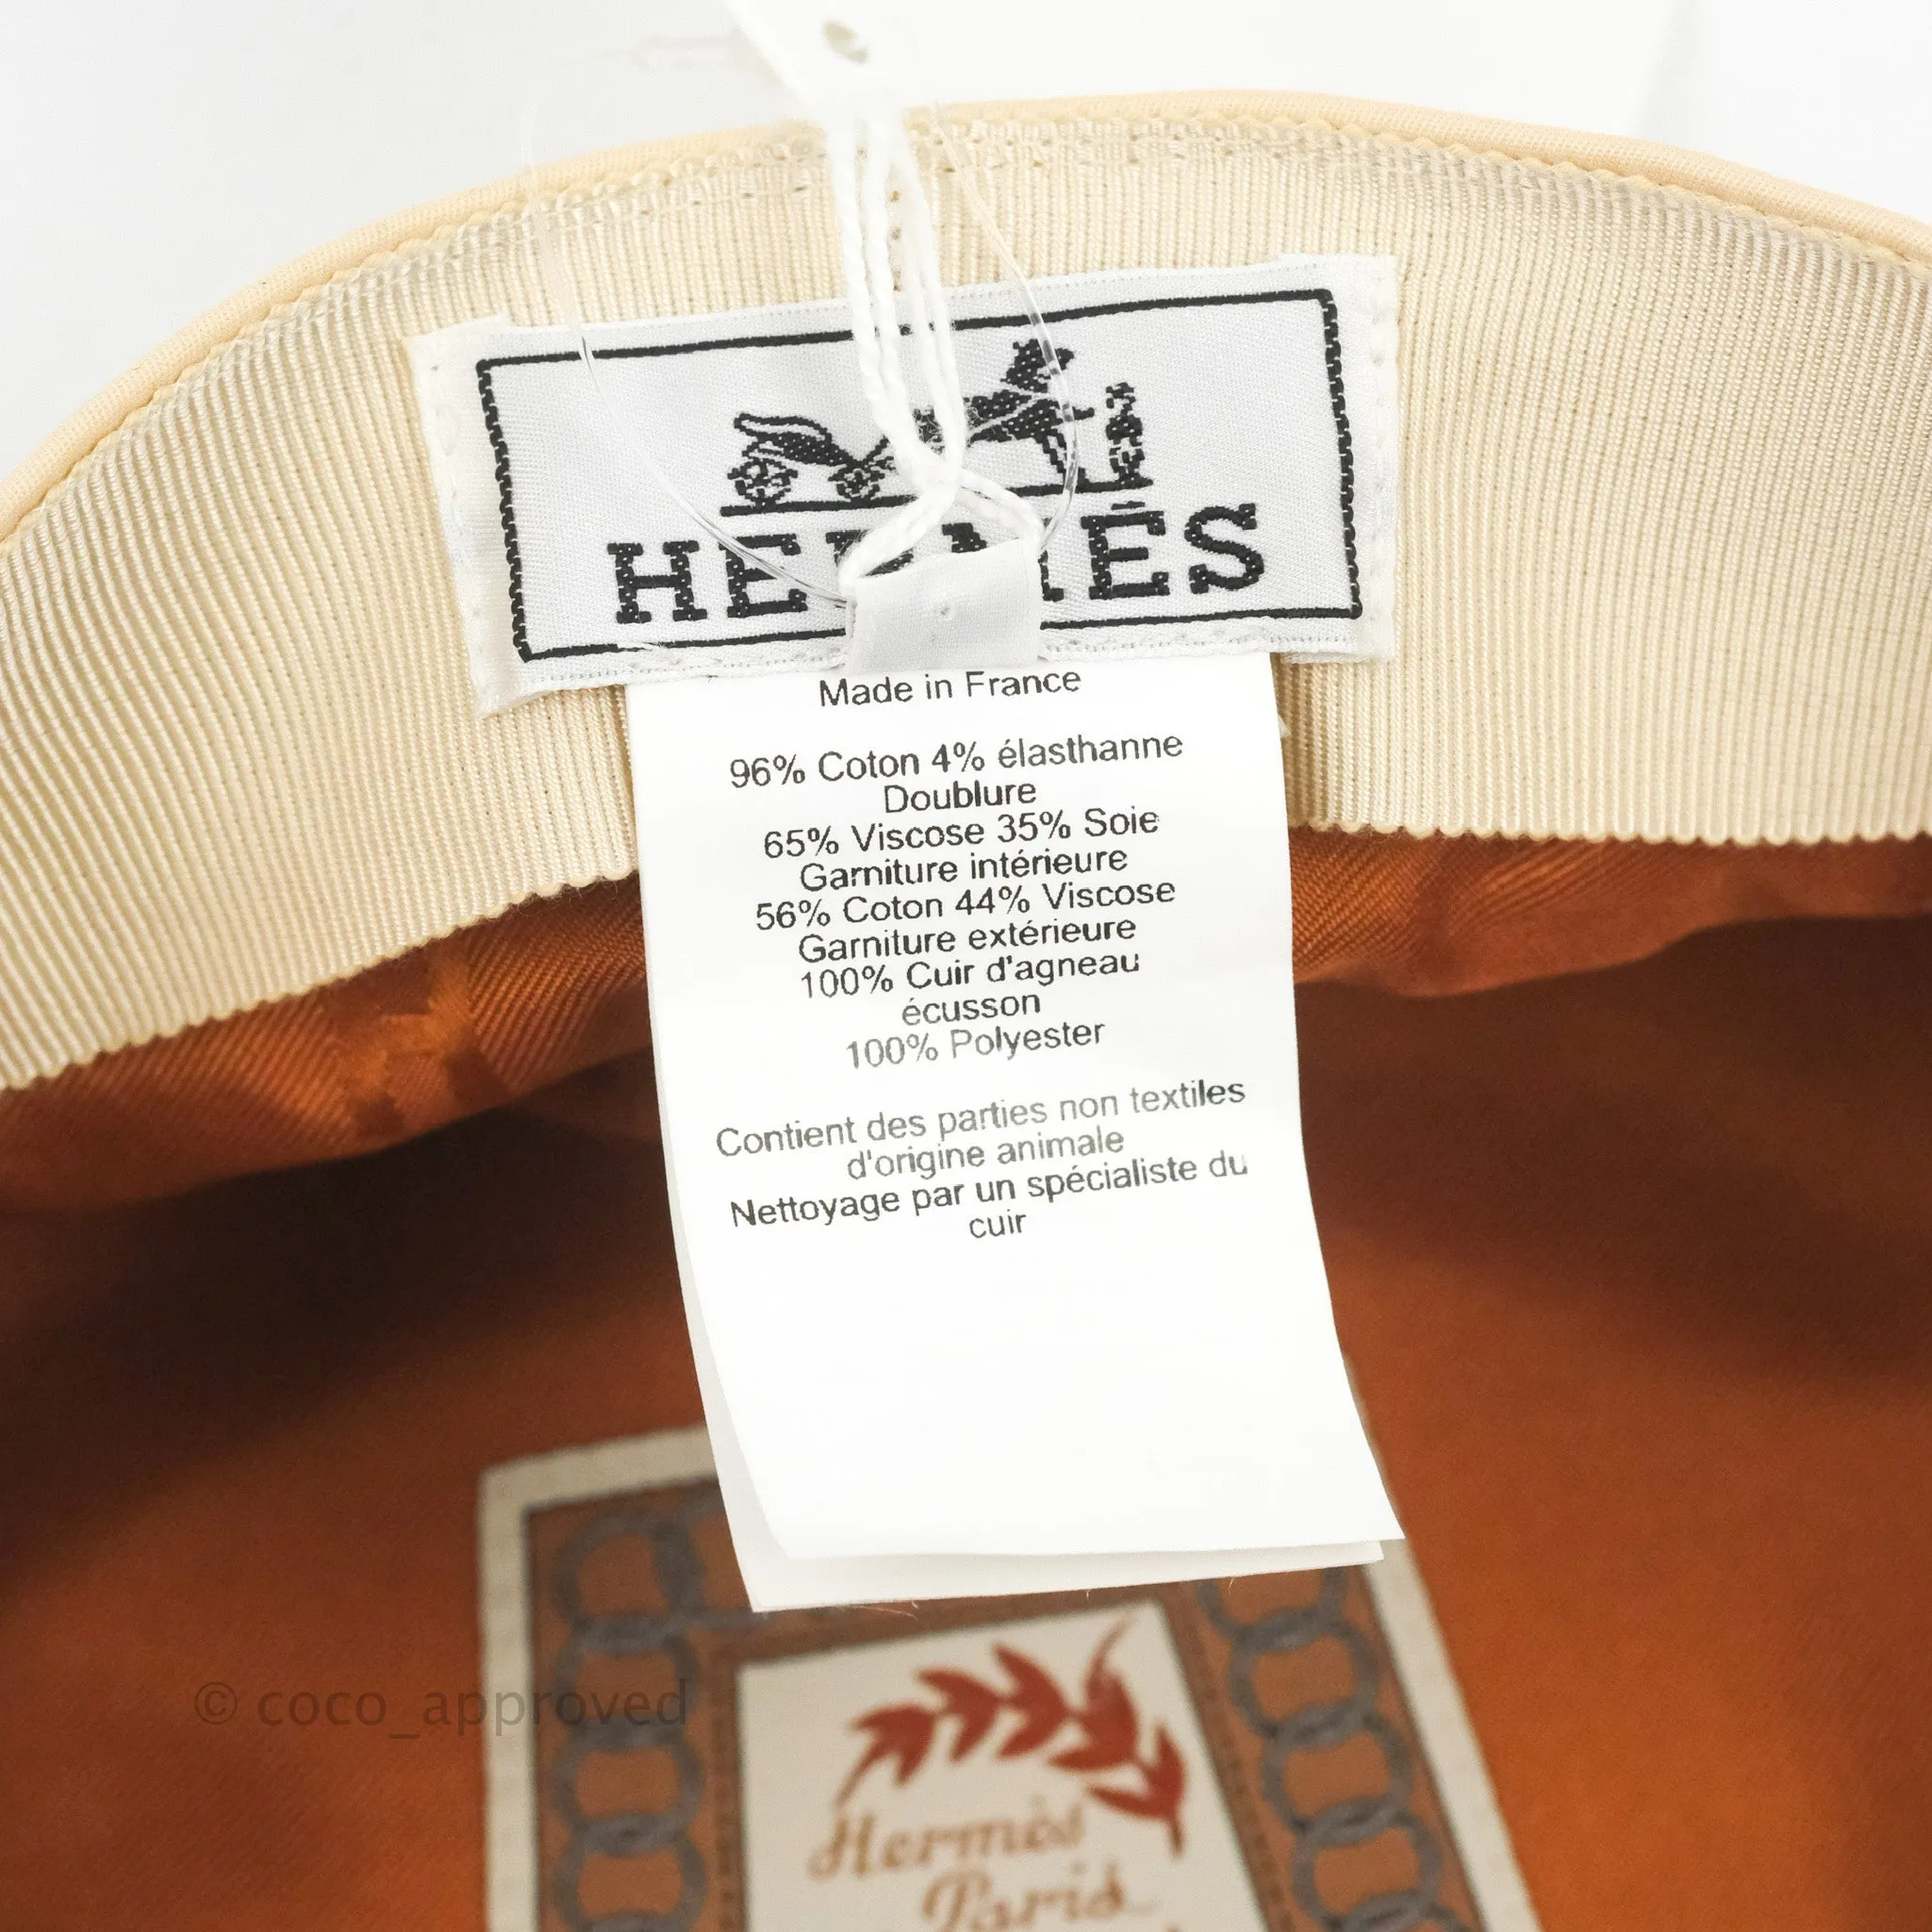 HERMÈS
Made in France
96% Coton 4% élasthanne
Doublure
65% Viscose 35% Soie
Garniture intérieure
56% Coton 44% Viscose
Garniture extérieure
100% Cuir d'agneau
écusson
100% Polyester
Contient des parties non textiles
d'origine animale
Nettoyage par un spécialiste du
cuir
© coco_approved
Hermès
Paris